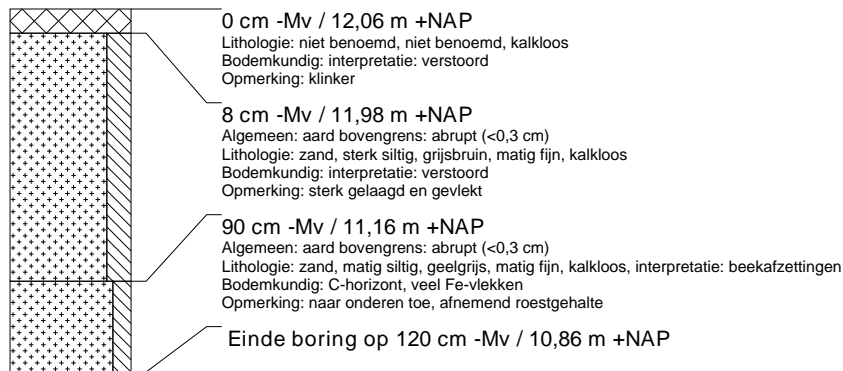 0 cm -Mv / 12,06 m +NAP
Lithologie: niet benoemd, niet benoemd, kalkloos
Bodemkundig: interpretatie: verstoord
Opmerking: klinker
8 cm -Mv / 11,98 m +NAP
Algemeen: aard bovengrens: abrupt (<0,3 cm)
Lithologie: zand, sterk siltig, grijsbruin, matig fijn, kalkloos
Bodemkundig: interpretatie: verstoord
Opmerking: sterk gelaagd en gevlekt
90 cm -Mv / 11,16 m +NAP
Algemeen: aard bovengrens: abrupt (<0,3 cm)
Lithologie: zand, matig siltig, geelgrijs, matig fijn, kalkloos, interpretatie: beekafzettingen
Bodemkundig: C-horizont, veel Fe-vlekken
Opmerking: naar onderen toe, afnemend roestgehalte
Einde boring op 120 cm -Mv / 10,86 m +NAP